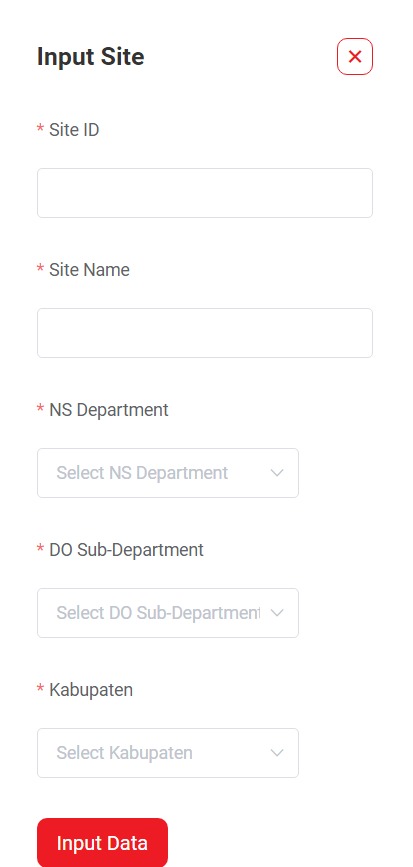 Input Site
* Site ID
* Site Name
* NS Department
Select NS Department
* DO Sub-Department
Select DO Sub-Department
* Kabupaten
Select Kabupaten
Input Data